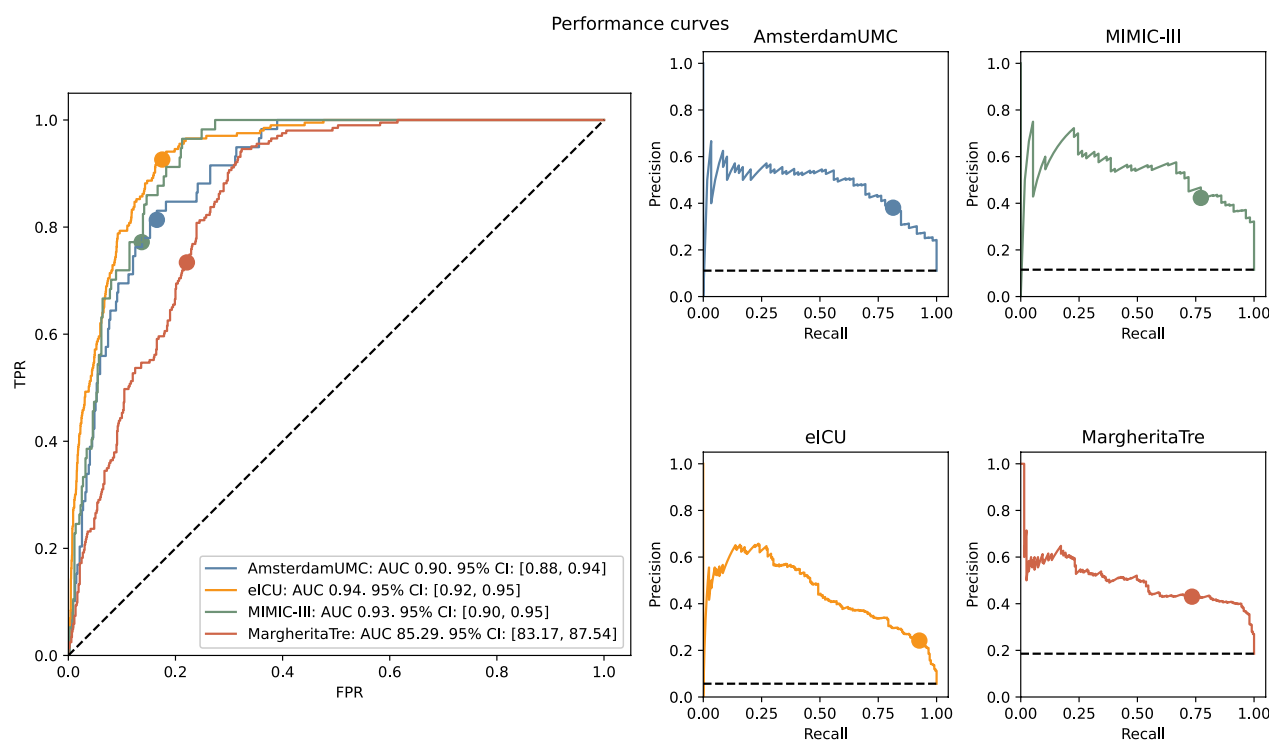 Performance curves
1.0
0.8
0.6
0.4
0.2
0.0
TPR
0.0 0.2 0.4 0.6 0.8 1.0
FPR
AmsterdamUMC: AUC 0.90. 95% CI: [0.88, 0.94]
eICU: AUC 0.94. 95% CI: [0.92, 0.95]
MIMIC-III: AUC 0.93. 95% CI: [0.90, 0.95]
MargheritaTre: AUC 85.29. 95% CI: [83.17, 87.54]
AmsterdamUMC
1.0
0.8
0.6
0.4
0.2
0.0
Precision
0.00 0.25 0.50 0.75 1.00
Recall
MIMIC-III
1.0
0.8
0.6
0.4
0.2
0.0
Precision
0.00 0.25 0.50 0.75 1.00
Recall
eICU
1.0
0.8
0.6
0.4
0.2
0.0
Precision
0.00 0.25 0.50 0.75 1.00
Recall
MargheritaTre
1.0
0.8
0.6
0.4
0.2
0.0
Precision
0.00 0.25 0.50 0.75 1.00
Recall